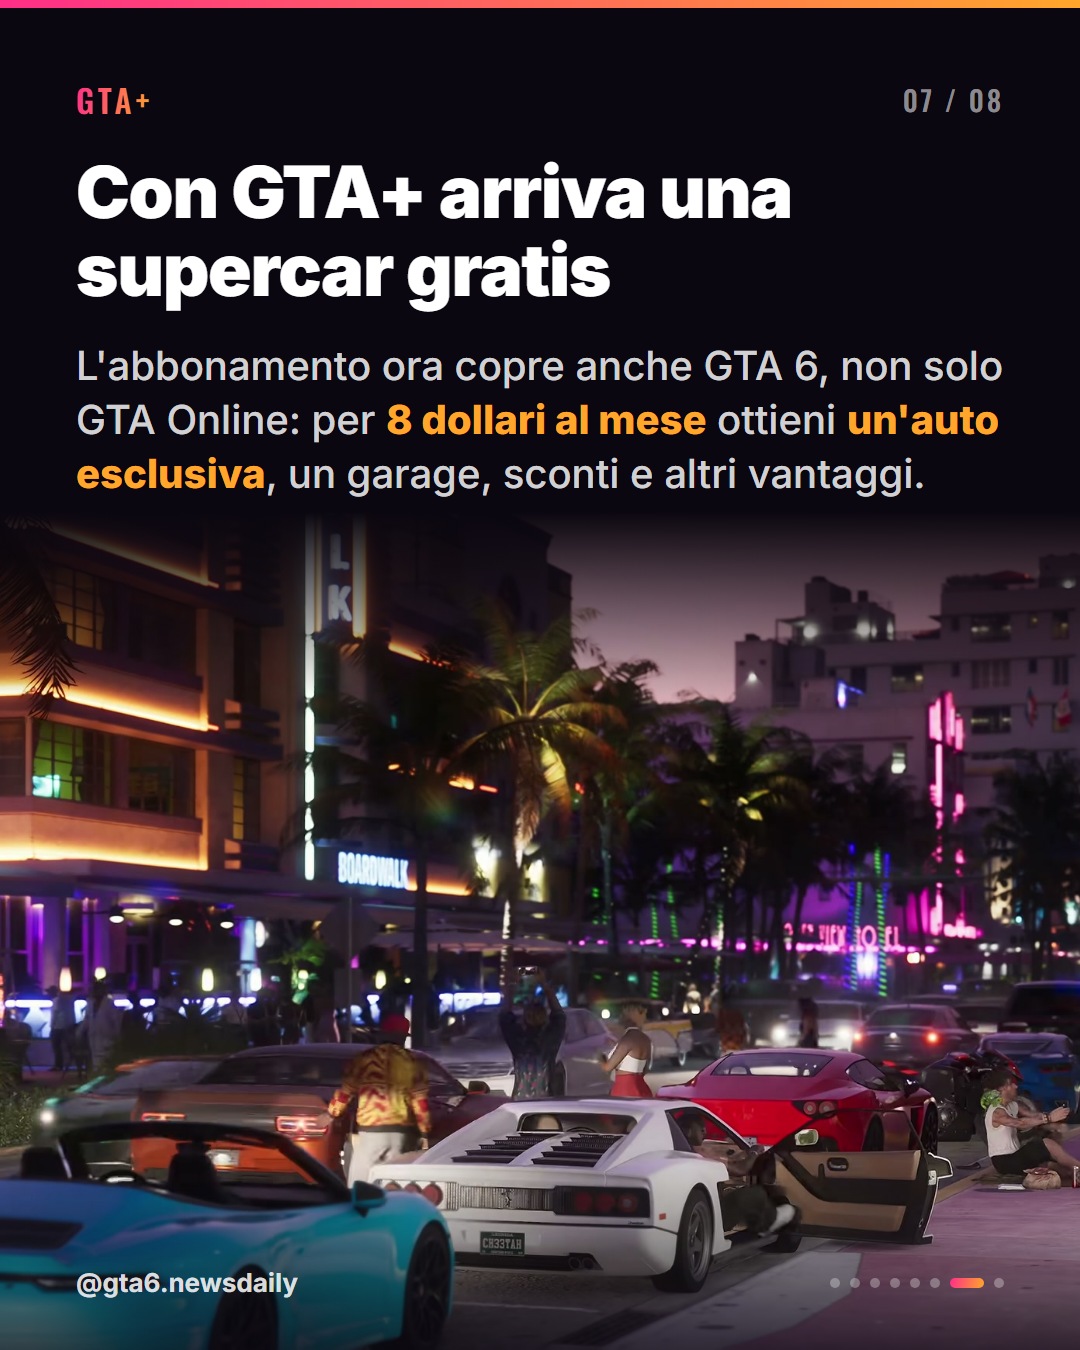 GTA+
07 / 08
Con GTA+ arriva una
supercar gratis
L'abbonamento ora copre anche GTA 6, non solo
GTA Online: per 8 dollari al mese ottieni un'auto
esclusiva, un garage, sconti e altri vantaggi.
L
K
BOARDWALK
CH33TAH
@gta6.newsdaily